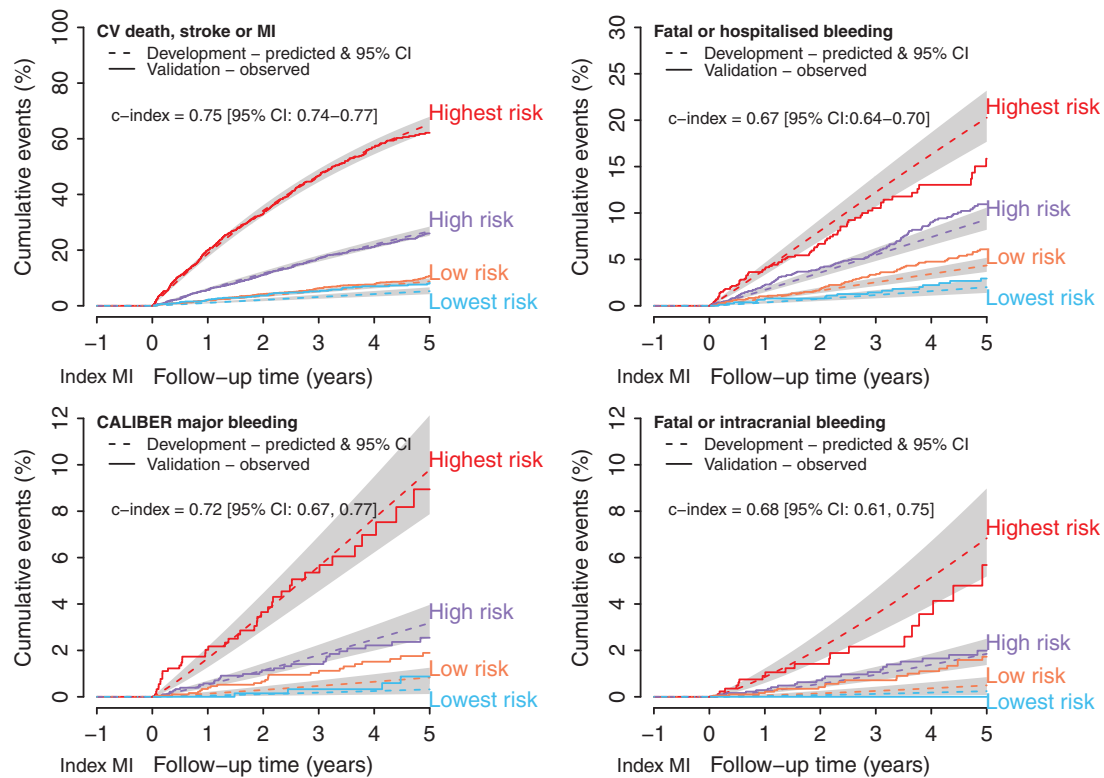 CV death, stroke or MI
Development – predicted & 95% CI
Validation – observed
c−index = 0.75 [95% CI: 0.74−0.77]
Highest risk
High risk
Low risk
Lowest risk
Cumulative events (%)
0 20 40 60 80 100
−1 0 1 2 3 4 5
Index MI Follow−up time (years)
Fatal or hospitalised bleeding
Development – predicted & 95% CI
Validation – observed
c−index = 0.67 [95% CI:0.64−0.70]
Highest risk
High risk
Low risk
Lowest risk
Cumulative events (%)
0 5 10 15 20 25 30
−1 0 1 2 3 4 5
Index MI Follow−up time (years)
CALIBER major bleeding
Development – predicted & 95% CI
Validation – observed
c−index = 0.72 [95% CI: 0.67, 0.77]
Highest risk
High risk
Low risk
Lowest risk
Cumulative events (%)
0 2 4 6 8 10 12
−1 0 1 2 3 4 5
Index MI Follow−up time (years)
Fatal or intracranial bleeding
Development – predicted & 95% CI
Validation – observed
c−index = 0.68 [95% CI: 0.61, 0.75]
Highest risk
High risk
Low risk
Lowest risk
Cumulative events (%)
0 2 4 6 8 10 12
−1 0 1 2 3 4 5
Index MI Follow−up time (years)